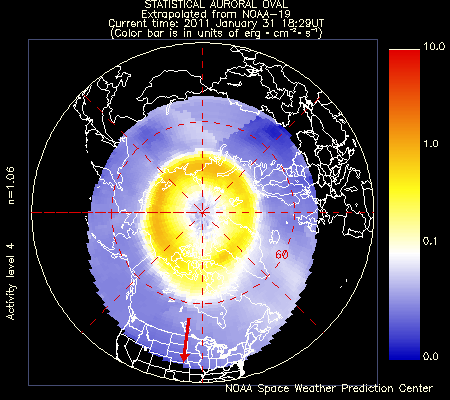 STATISTICAL AURORAL OVAL
Extrapolated from NOAA-19
Current time: 2011 January 31 18:29UT
(Color bar is in units of erg · cm⁻² · s⁻¹)
10.0
1.0
0.1
0.0
60
n=1.06
Activity level 4
NOAA Space Weather Prediction Center